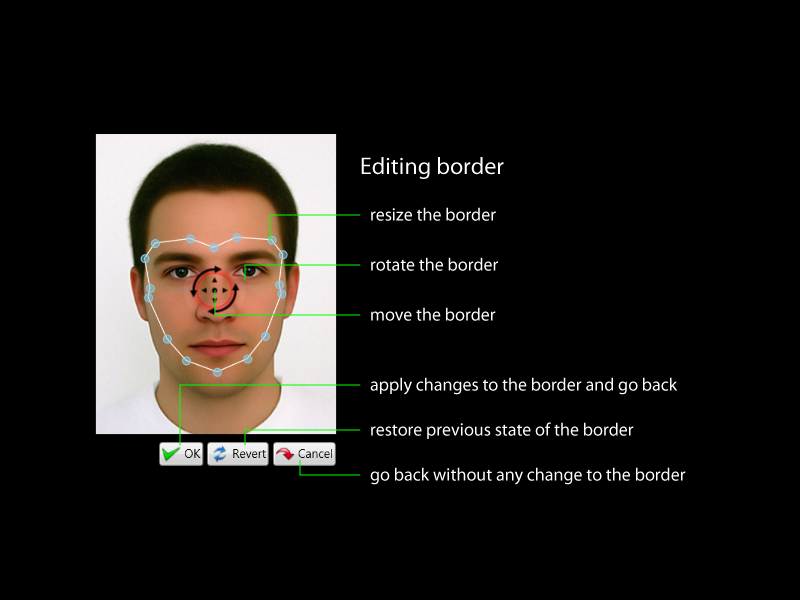 Editing border
resize the border
rotate the border
move the border
apply changes to the border and go back
restore previous state of the border
OK Revert Cancel
go back without any change to the border